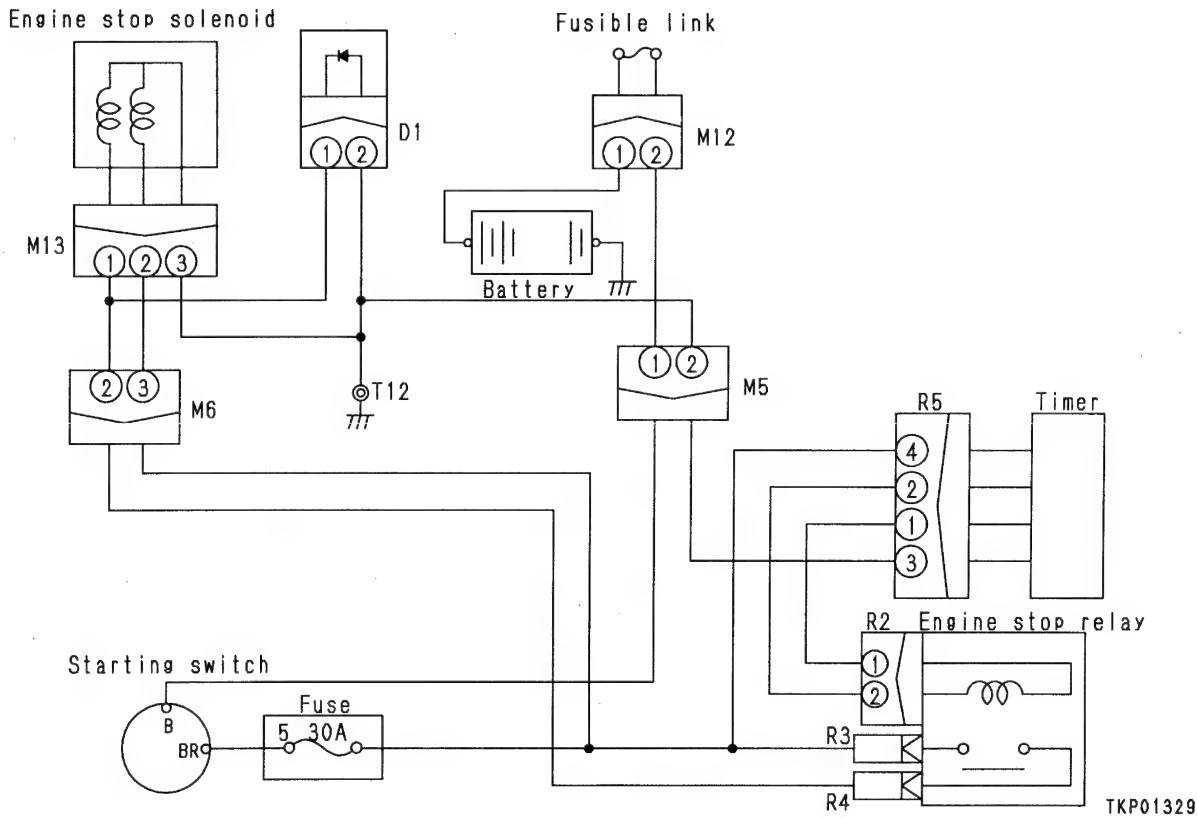 Engine stop solenoid
Fusible link
D1
1 2
M12
1 2
M13
1 2 3
Battery
T12
2 3
M6
1 2
M5
R5
Timer
4
2
1
3
R2
Engine stop relay
1
2
Starting switch
B
BR
Fuse
5 30A
R3
R4
TKP01329